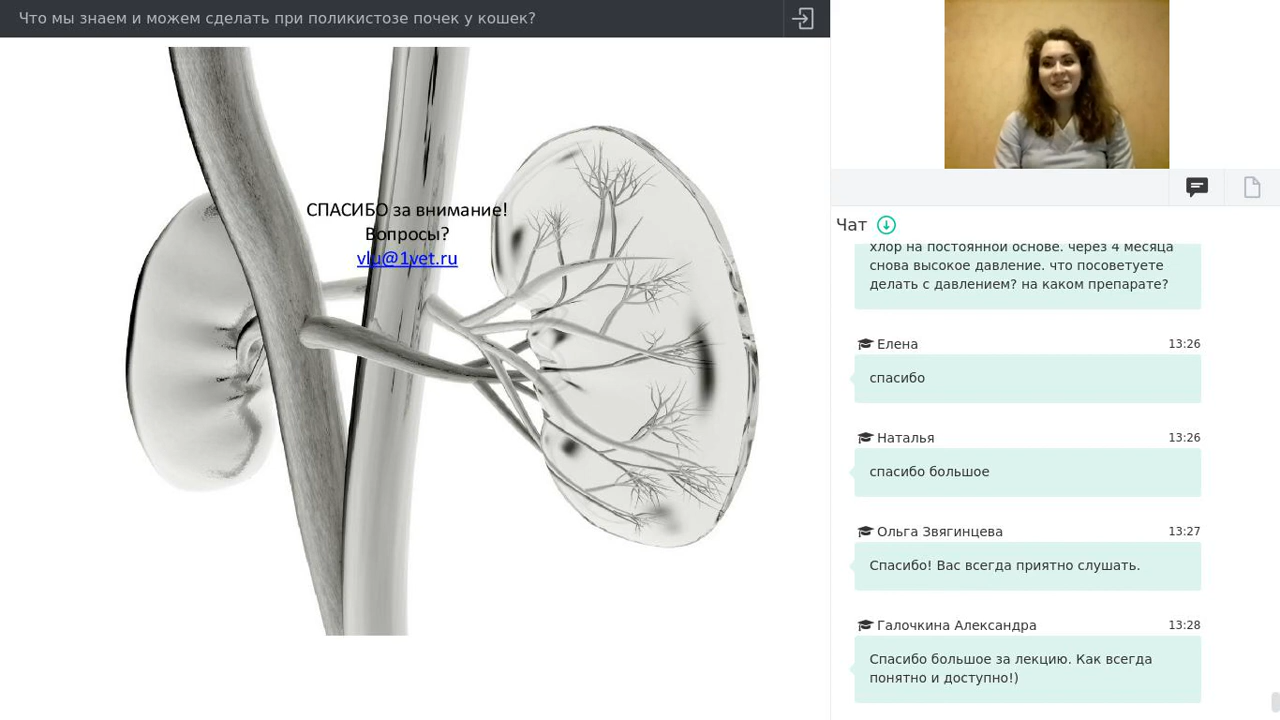 Что мы знаем и можем сделать при поликистозе почек у кошек?
СПАСИБО за внимание!
Вопросы?
vlu@1vet.ru
Чат
хлор на постоянной основе. через 4 месяца
снова высокое давление. что посоветуете
делать с давлением? на каком препарате?
Елена 13:26
спасибо
Наталья 13:26
спасибо большое
Ольга Звягинцева 13:27
Спасибо! Вас всегда приятно слушать.
Галочкина Александра 13:28
Спасибо большое за лекцию. Как всегда
понятно и доступно!)